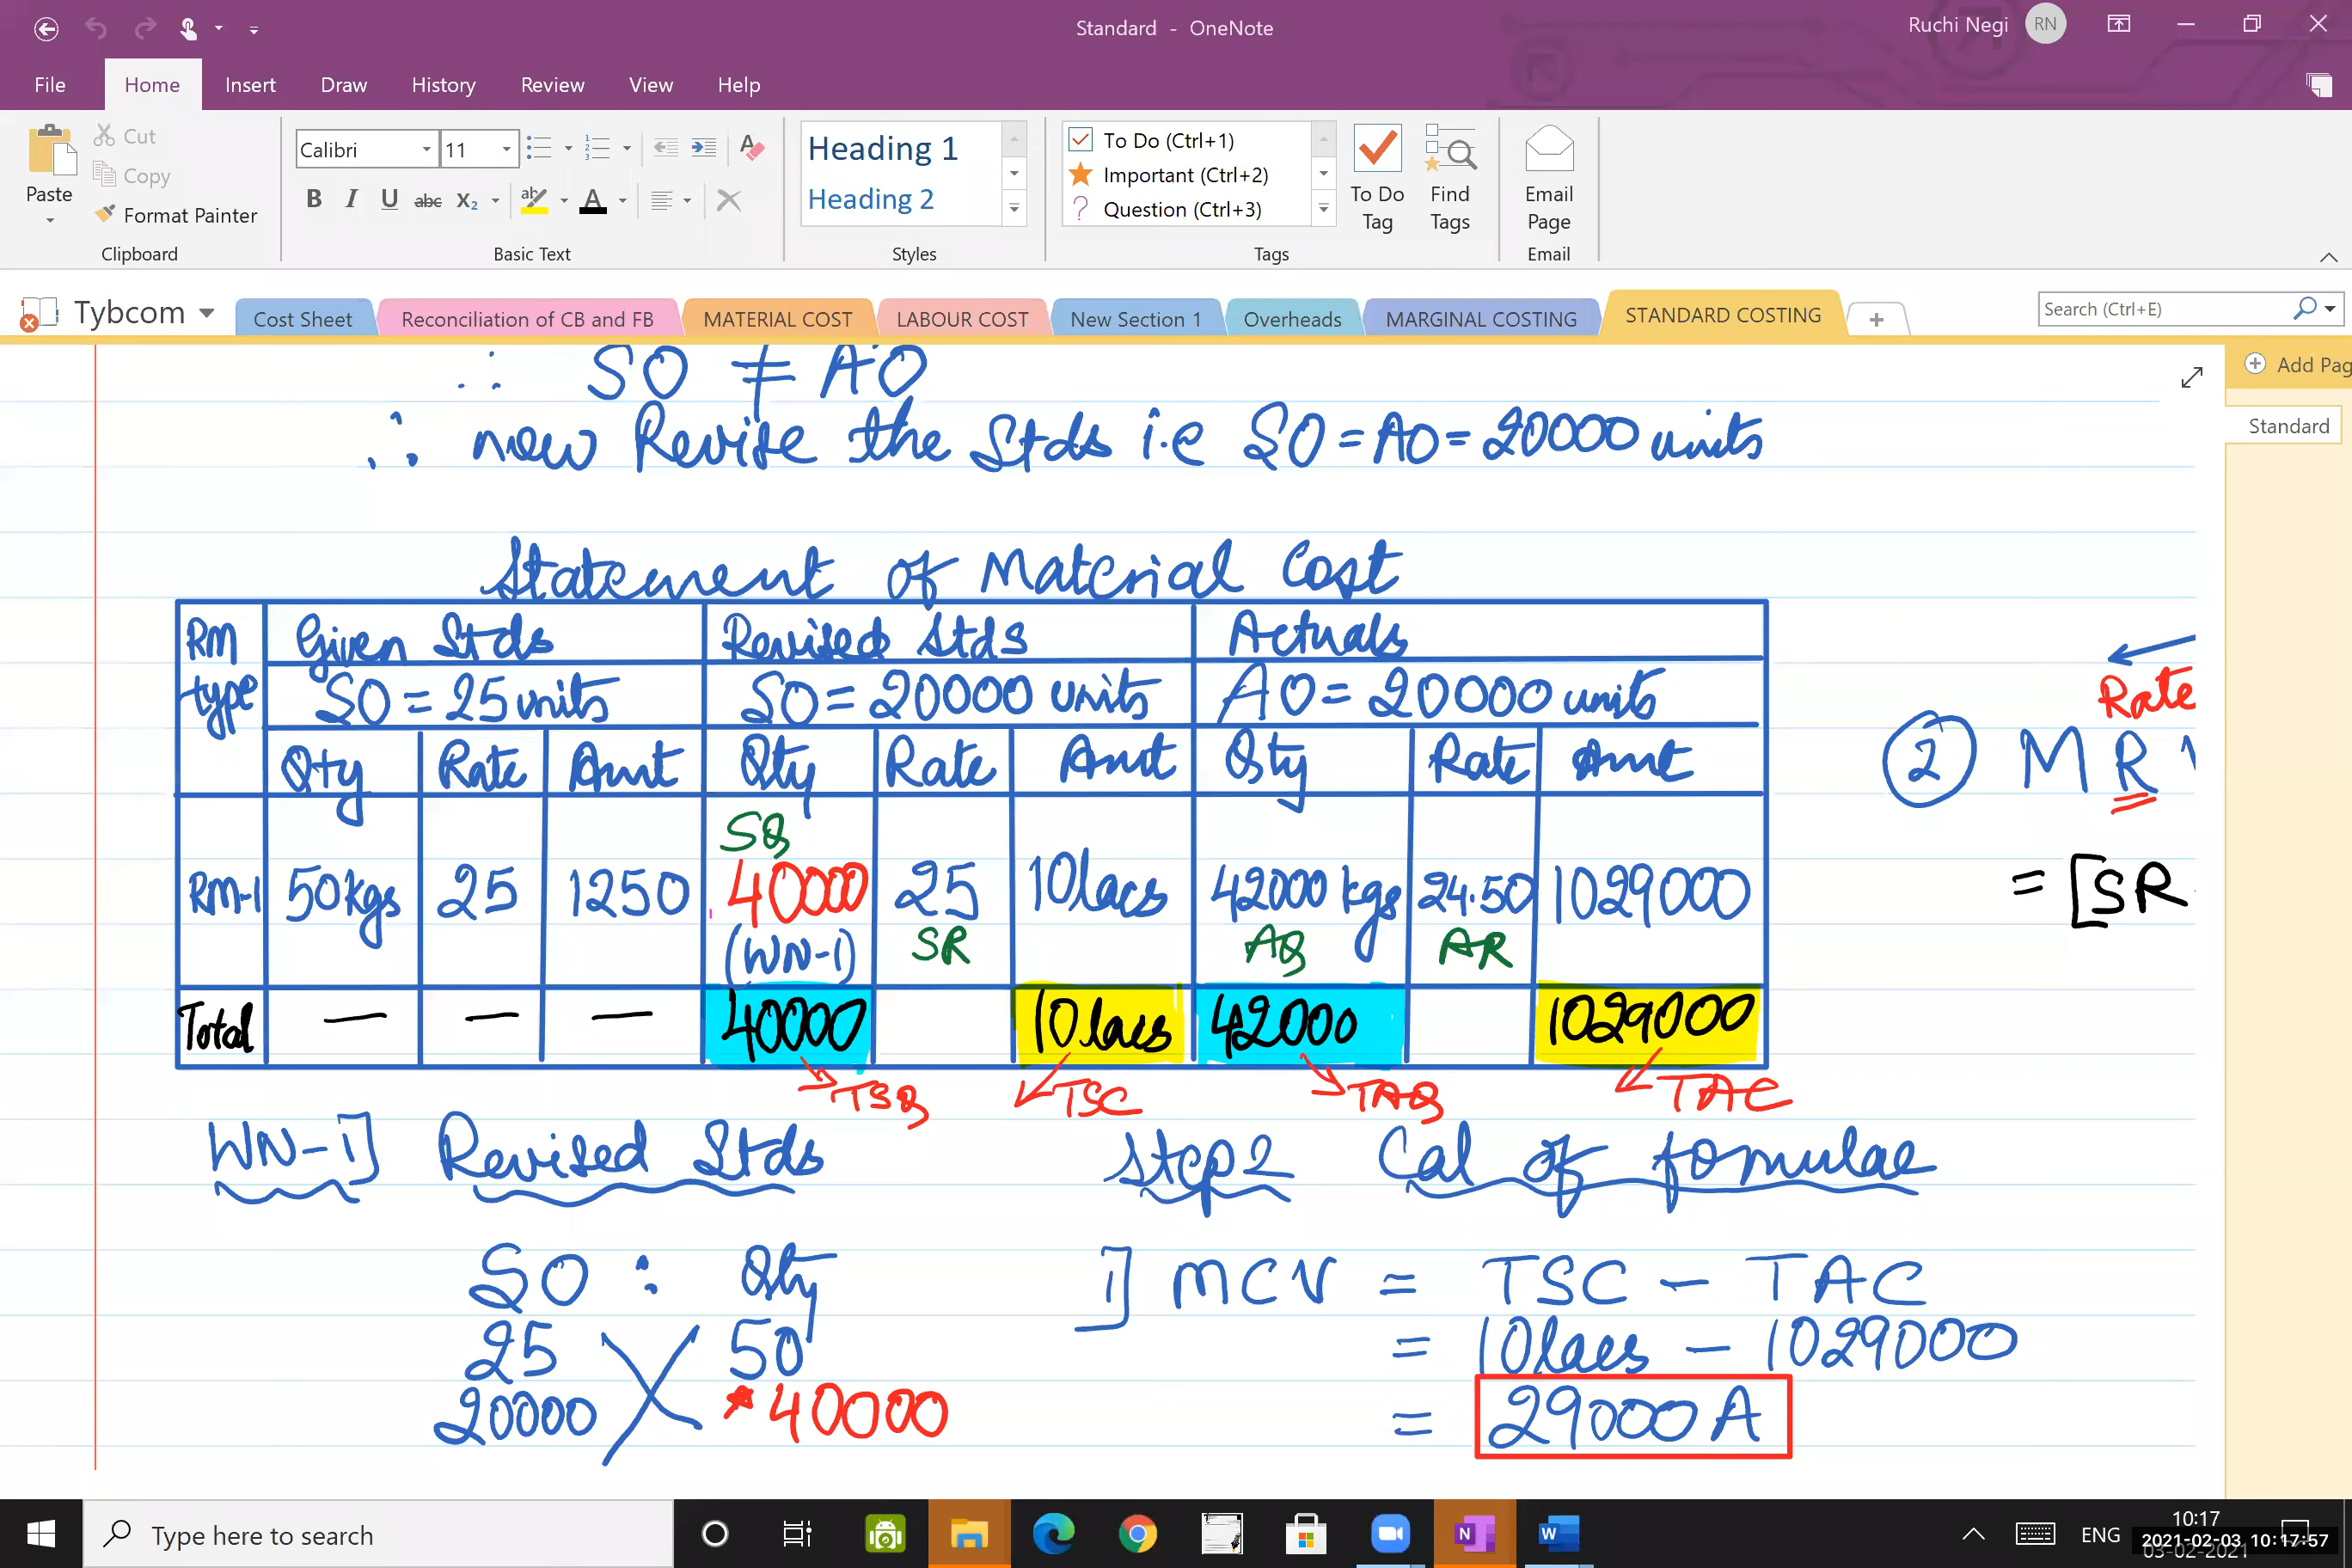 Standard - OneNote
Ruchi Negi RN
File Home Insert Draw History Review View Help
Paste
Cut
Copy
Format Painter
Clipboard
Calibri 11
B I U abc X₂ aby A
Basic Text
Heading 1
Heading 2
Styles
To Do (Ctrl+1)
Important (Ctrl+2)
Question (Ctrl+3)
To Do Tag
Find Tags
Tags
Email Page
Email
Tybcom
Cost Sheet Reconciliation of CB and FB MATERIAL COST LABOUR COST New Section 1 Overheads MARGINAL COSTING STANDARD COSTING +
Search (Ctrl+E)
Add Pag
Standard
∴ SO ≠ AO
∴ now Revise the Stds i.e SO = AO = 20000 units
Statement of Material Cost
RM type Given Stds Revised Stds Actuals
SO = 25 units SO = 20000 units AO = 20000 units
Qty Rate Amt Qty Rate Amt Qty Rate Amt
SQ
RM-1 50kgs 25 1250 40000 25 10lacs 42000 kgs 24.50 1029000
(WN-1) SR AQ AR
Total — — — 40000 10lacs 42000 1029000
TSQ TSC TAQ TAC
Rate
2 M R
= [SR
WN-1] Revised Stds
SO : Qty
25 50
20000 * 40000
Step 2 Cal of fomulae
1] MCV = TSC - TAC
= 10lacs - 1029000
= 29000 A
Type here to search
N W
ENG
10:17
03-02-2021
2021-02-03 10:17:57